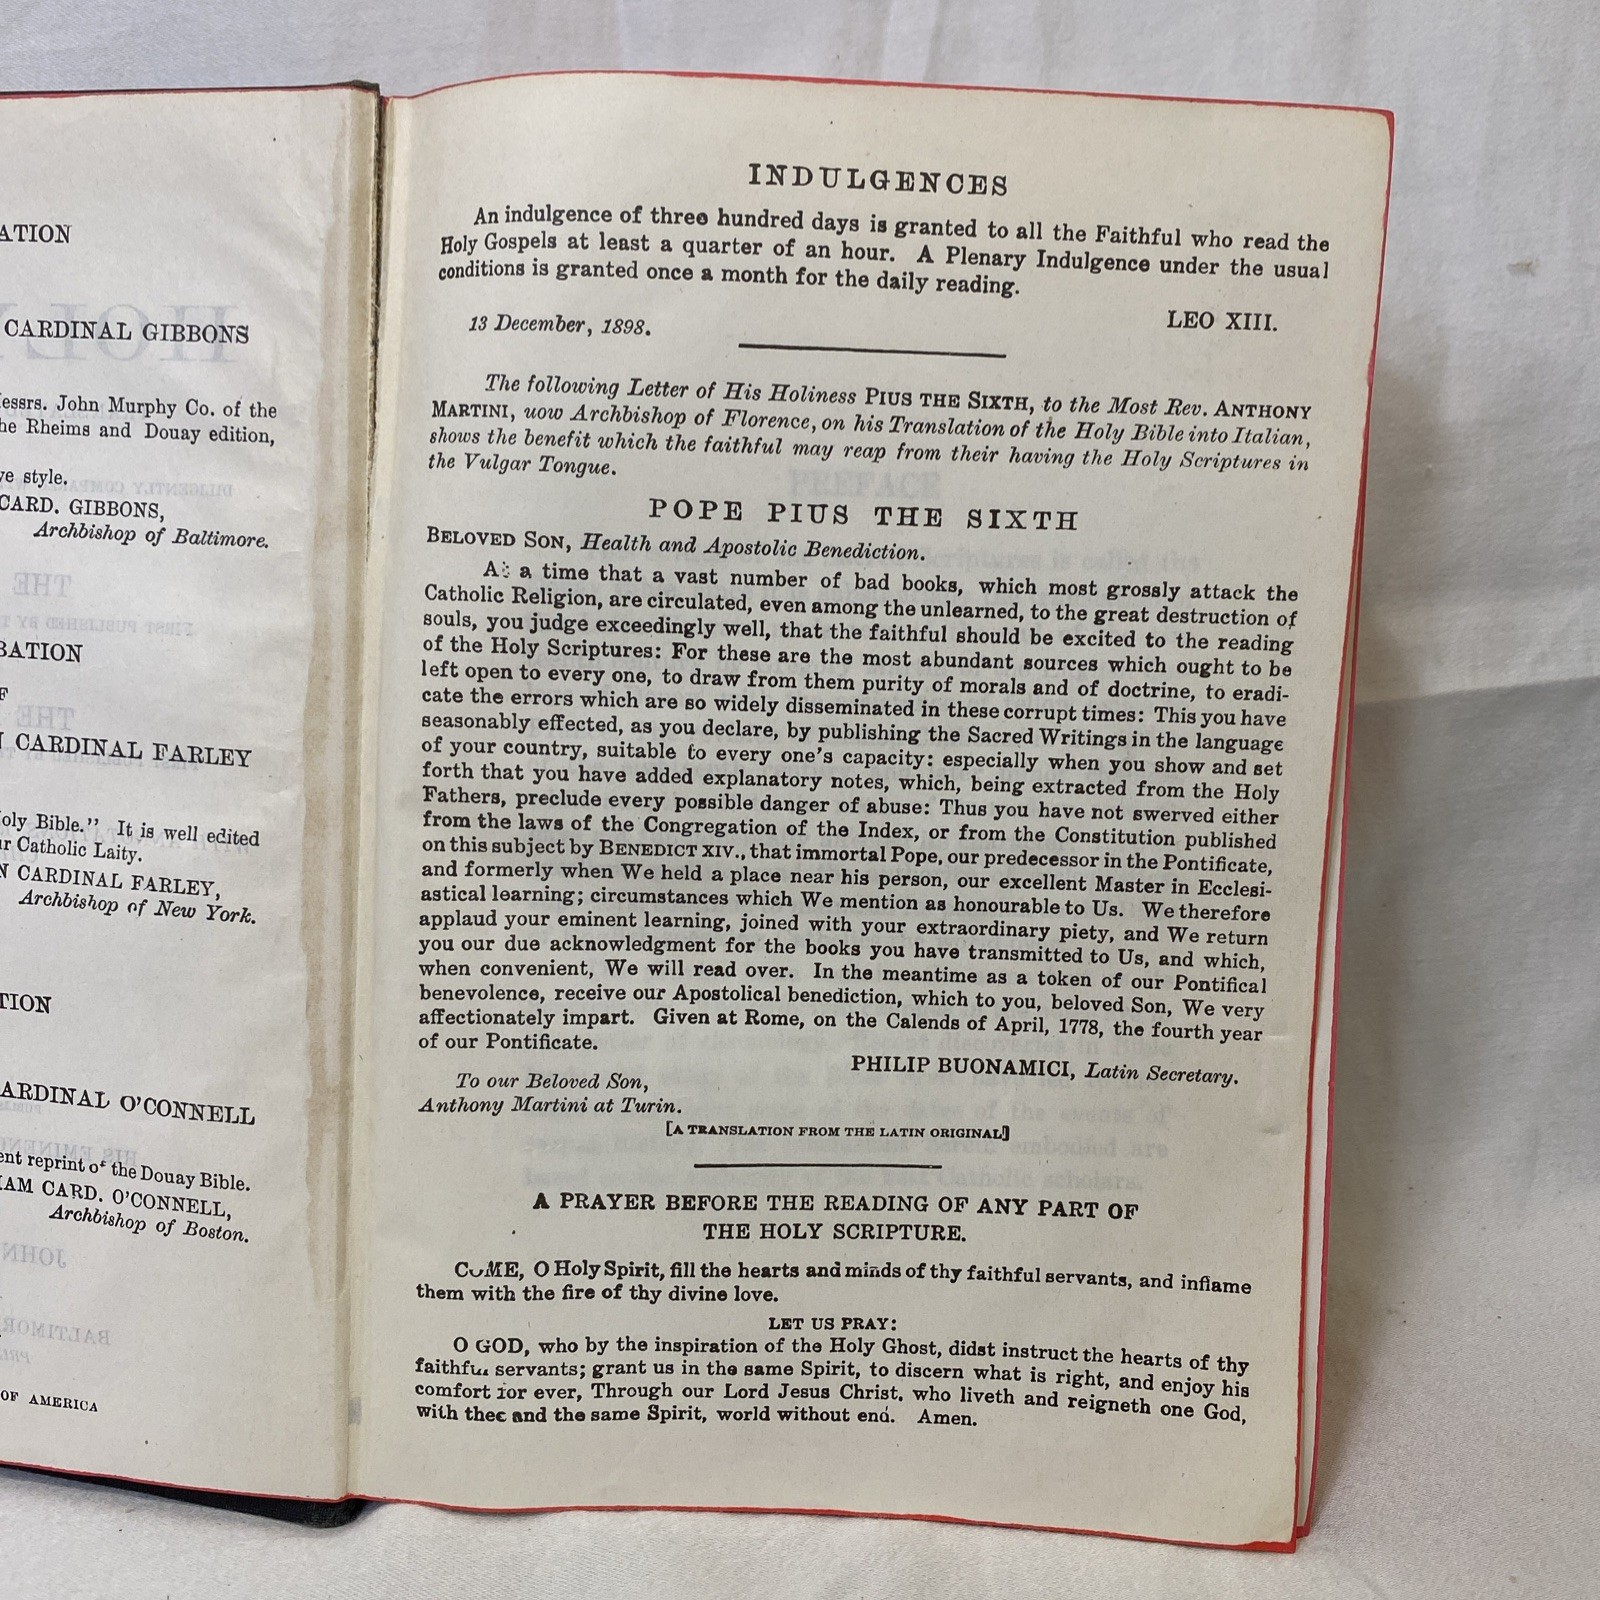 ATION
CARDINAL GIBBONS
essrs. John Murphy Co. of the
he Rheims and Douay edition,
ve style.
CARD. GIBBONS,
Archbishop of Baltimore.
BATION
F
CARDINAL FARLEY
oly Bible." It is well edited
ur Catholic Laity.
N CARDINAL FARLEY,
Archbishop of New York.
TION
ARDINAL O'CONNELL
ent reprint of the Douay Bible.
IAM CARD. O'CONNELL,
Archbishop of Boston.
OF AMERICA
INDULGENCES
An indulgence of three hundred days is granted to all the Faithful who read the
Holy Gospels at least a quarter of an hour. A Plenary Indulgence under the usual
conditions is granted once a month for the daily reading.
13 December, 1898.
LEO XIII.
The following Letter of His Holiness PIUS THE SIXTH, to the Most Rev. ANTHONY
MARTINI, uow Archbishop of Florence, on his Translation of the Holy Bible into Italian,
shows the benefit which the faithful may reap from their having the Holy Scriptures in
the Vulgar Tongue.
POPE PIUS THE SIXTH
BELOVED SON, Health and Apostolic Benediction.
At a time that a vast number of bad books, which most grossly attack the
Catholic Religion, are circulated, even among the unlearned, to the great destruction of
souls, you judge exceedingly well, that the faithful should be excited to the reading
of the Holy Scriptures: For these are the most abundant sources which ought to be
left open to every one, to draw from them purity of morals and of doctrine, to eradi-
cate the errors which are so widely disseminated in these corrupt times: This you have
seasonably effected, as you declare, by publishing the Sacred Writings in the language
of your country, suitable to every one's capacity: especially when you show and set
forth that you have added explanatory notes, which, being extracted from the Holy
Fathers, preclude every possible danger of abuse: Thus you have not swerved either
from the laws of the Congregation of the Index, or from the Constitution published
on this subject by BENEDICT XIV., that immortal Pope, our predecessor in the Pontificate,
and formerly when We held a place near his person, our excellent Master in Ecclesi-
astical learning; circumstances which We mention as honourable to Us. We therefore
applaud your eminent learning, joined with your extraordinary piety, and We return
you our due acknowledgment for the books you have transmitted to Us, and which,
when convenient, We will read over. In the meantime as a token of our Pontifical
benevolence, receive our Apostolical benediction, which to you, beloved Son, We very
affectionately impart. Given at Rome, on the Calends of April, 1778, the fourth year
of our Pontificate.
PHILIP BUONAMICI, Latin Secretary.
To our Beloved Son,
Anthony Martini at Turin.
[A TRANSLATION FROM THE LATIN ORIGINAL]
A PRAYER BEFORE THE READING OF ANY PART OF
THE HOLY SCRIPTURE.
COME, O Holy Spirit, fill the hearts and minds of thy faithful servants, and inflame
them with the fire of thy divine love.
LET US PRAY:
O GOD, who by the inspiration of the Holy Ghost, didst instruct the hearts of thy
faithful servants; grant us in the same Spirit, to discern what is right, and enjoy his
comfort for ever, Through our Lord Jesus Christ, who liveth and reigneth one God,
with thee and the same Spirit, world without end. Amen.